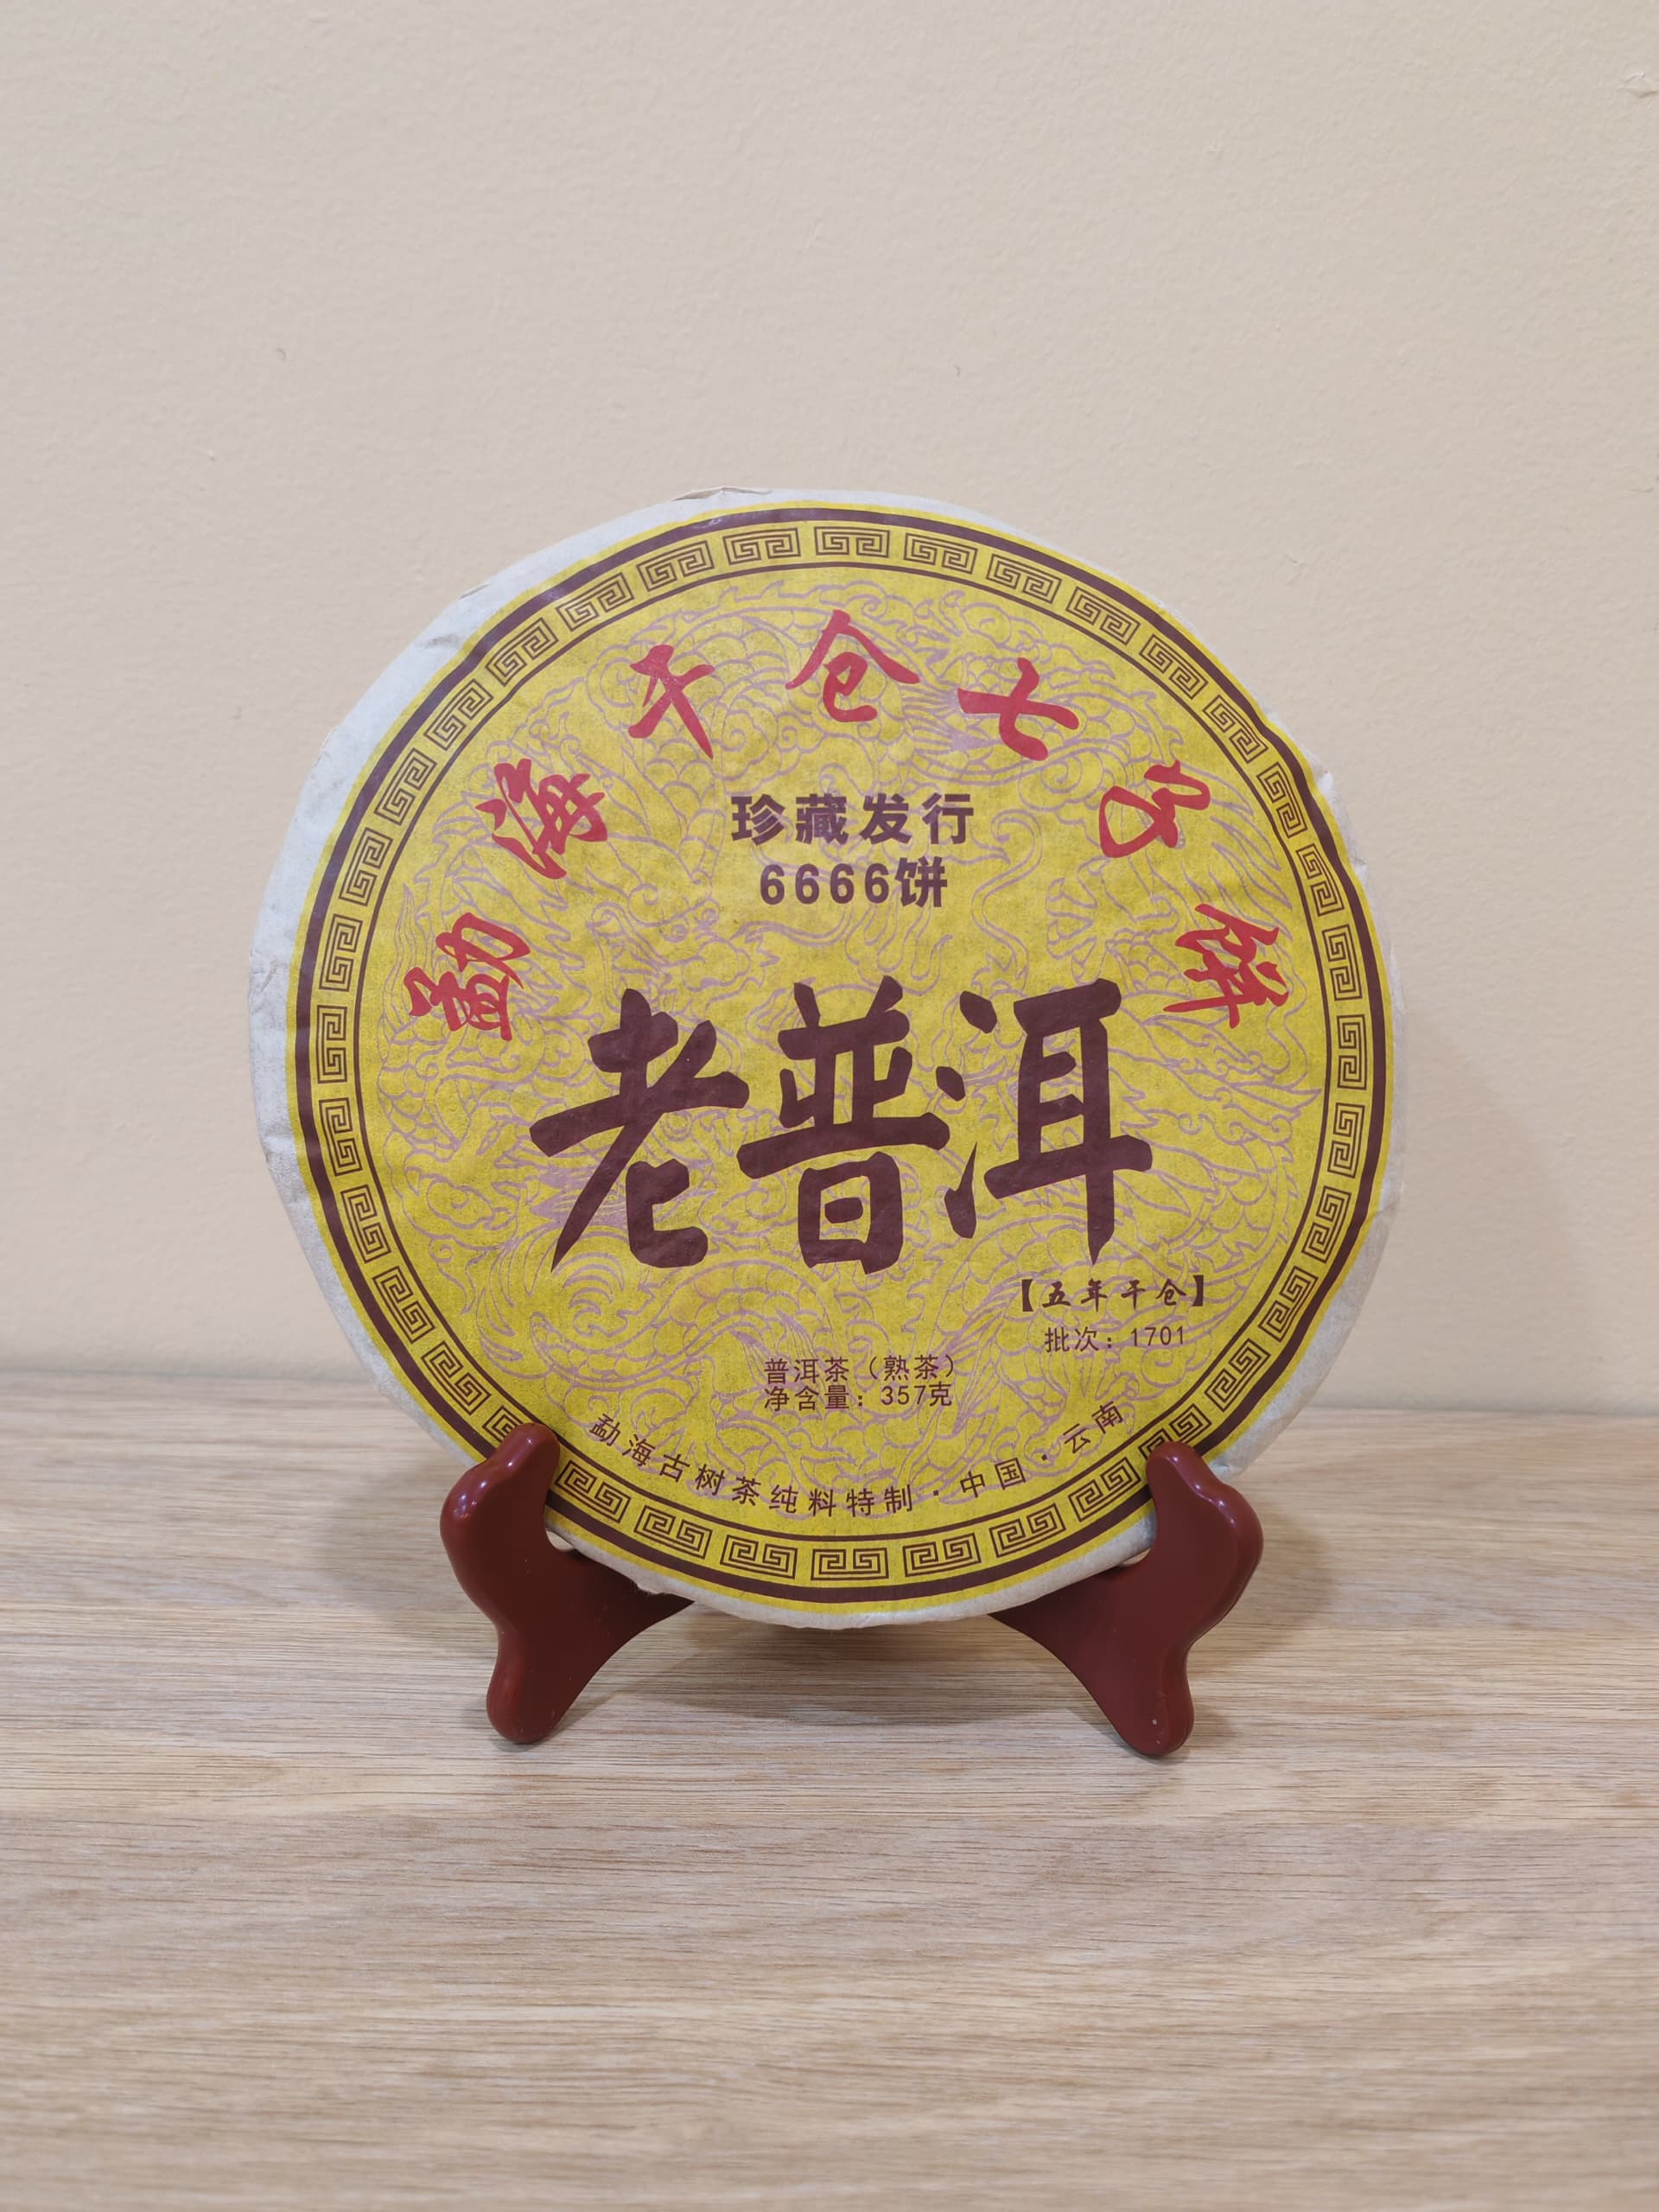 勐海干仓七子饼
珍藏发行
6666饼
老普洱
【五年干仓】
批次：1701
普洱茶（熟茶）
净含量：357克
勐海古树茶纯料特制·中国·云南